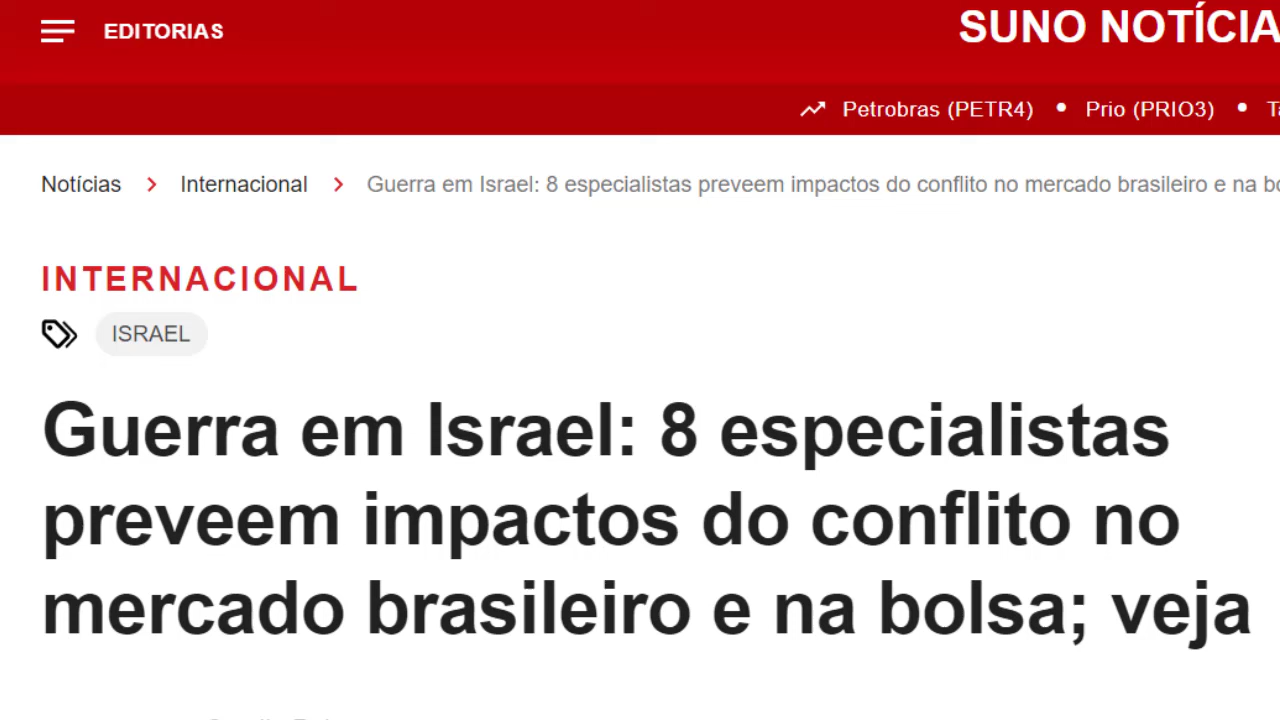 EDITORIAS
SUNO NOTÍCIA
Petrobras (PETR4) • Prio (PRIO3) •
Notícias > Internacional > Guerra em Israel: 8 especialistas preveem impactos do conflito no mercado brasileiro e na
INTERNACIONAL
ISRAEL
Guerra em Israel: 8 especialistas
preveem impactos do conflito no
mercado brasileiro e na bolsa; veja